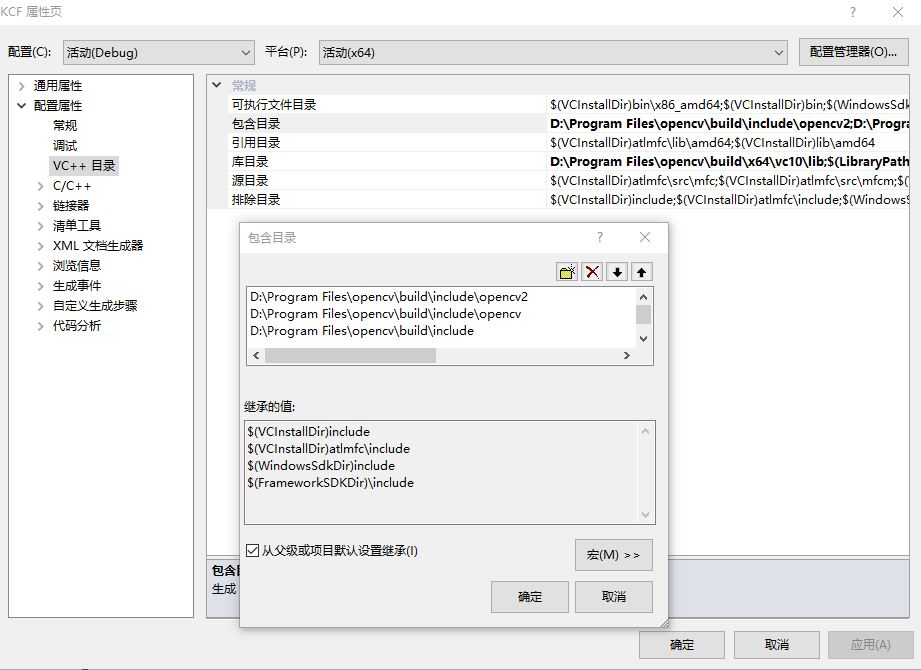 KCF 属性页
配置(C): 活动(Debug) 平台(P): 活动(x64) 配置管理器(O)...
通用属性
配置属性
常规
调试
VC++ 目录
C/C++
链接器
清单工具
XML 文档生成器
浏览信息
生成事件
自定义生成步骤
代码分析
常规
可执行文件目录 $(VCInstallDir)bin\x86_amd64;$(VCInstallDir)bin;$(WindowsSdk
包含目录 D:\Program Files\opencv\build\include\opencv2;D:\Progra
引用目录 $(VCInstallDir)atlmfc\lib\amd64;$(VCInstallDir)lib\amd64
库目录 D:\Program Files\opencv\build\x64\vc10\lib;$(LibraryPath
源目录 $(VCInstallDir)atlmfc\src\mfc;$(VCInstallDir)atlmfc\src\mfcm;$(
排除目录 $(VCInstallDir)include;$(VCInstallDir)atlmfc\include;$(WindowsS
包含目录
D:\Program Files\opencv\build\include\opencv2
D:\Program Files\opencv\build\include\opencv
D:\Program Files\opencv\build\include
继承的值:
$(VCInstallDir)include
$(VCInstallDir)atlmfc\include
$(WindowsSdkDir)include
$(FrameworkSDKDir)\include
从父级或项目默认设置继承(I)
宏(M) >>
确定 取消
包含
生成
确定 取消 应用(A)